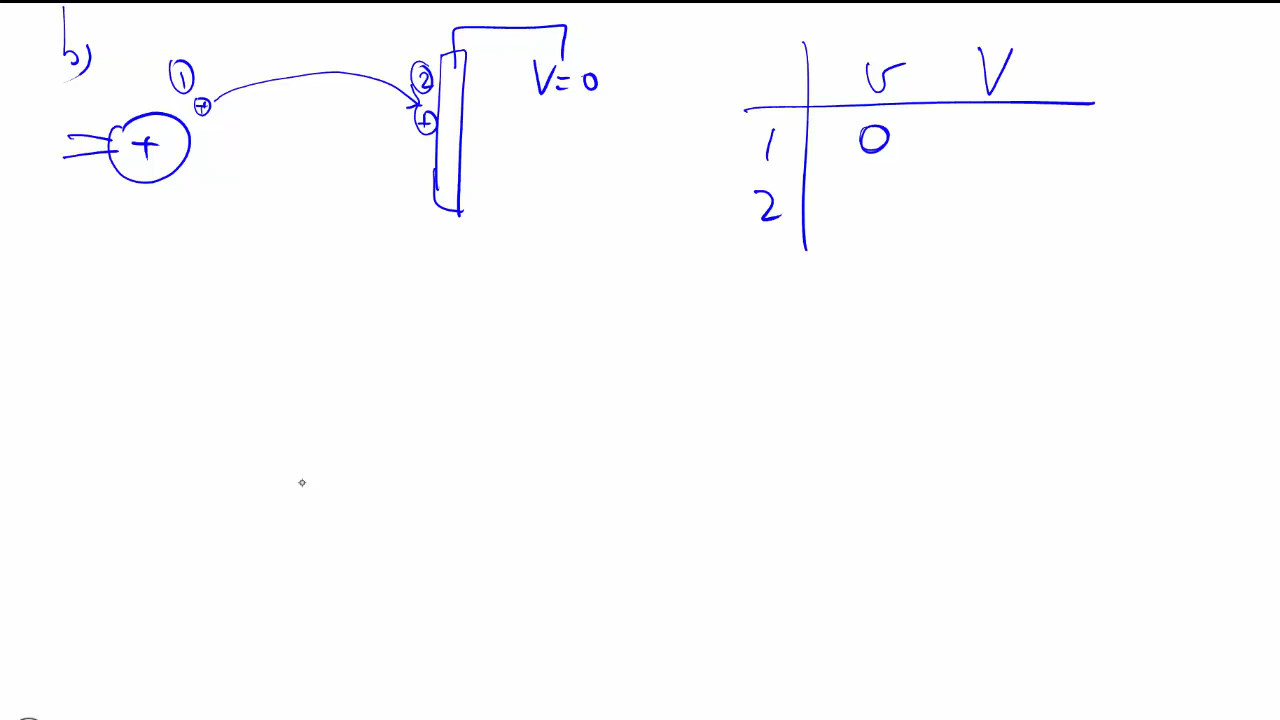 b)
① ②
+ + +
V=0
v V
1 0
2